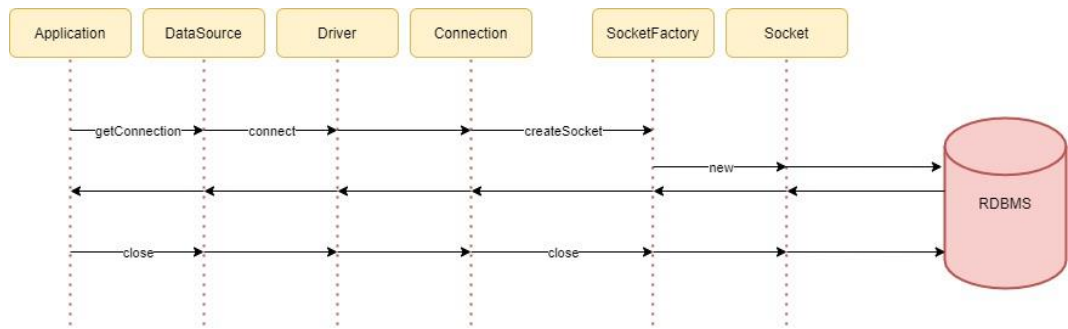 Application
DataSource
Driver
Connection
SocketFactory
Socket
getConnection
connect
createSocket
new
RDBMS
close
close